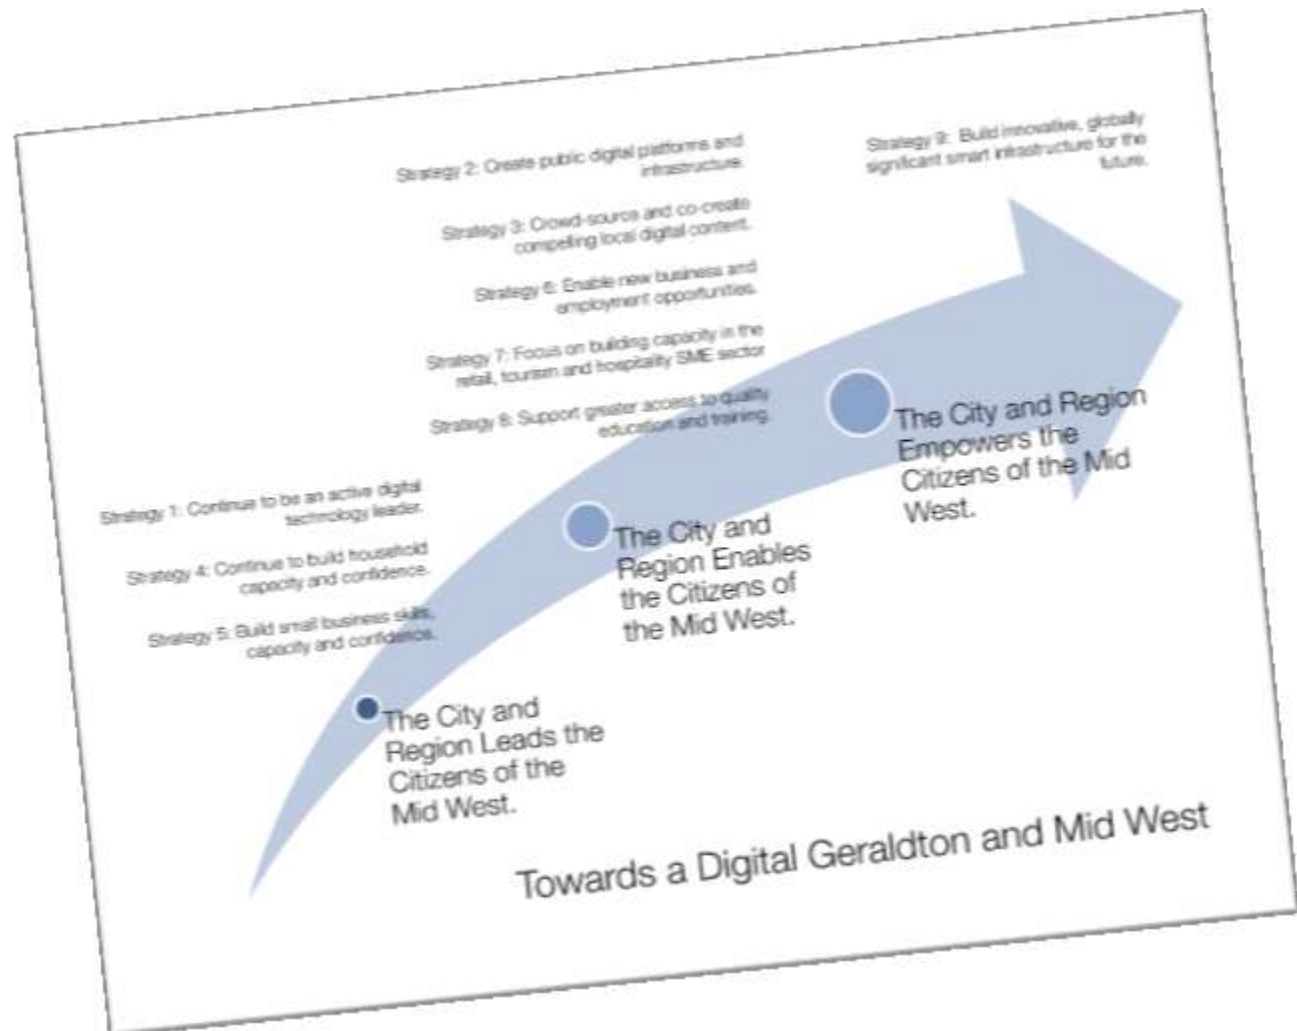 Strategy 2: Create public digital platforms and
infrastructure.
Strategy 3: Crowd-source and co-create
compelling local digital content.
Strategy 6: Enable new business and
employment opportunities.
Strategy 7: Focus on building capacity in the
retail, tourism and hospitality SME sector
Strategy 8: Support greater access to quality
education and training.
Strategy 9: Build innovative, globally
significant smart infrastructure for the
future.
Strategy 1: Continue to be an active digital
technology leader.
Strategy 4: Continue to build household
capacity and confidence.
Strategy 5: Build small business skills,
capacity and confidence.
The City and Region
Empowers the
Citizens of the Mid
West.
The City and
Region Enables
the Citizens of
the Mid West.
The City and
Region Leads the
Citizens of the
Mid West.
Towards a Digital Geraldton and Mid West